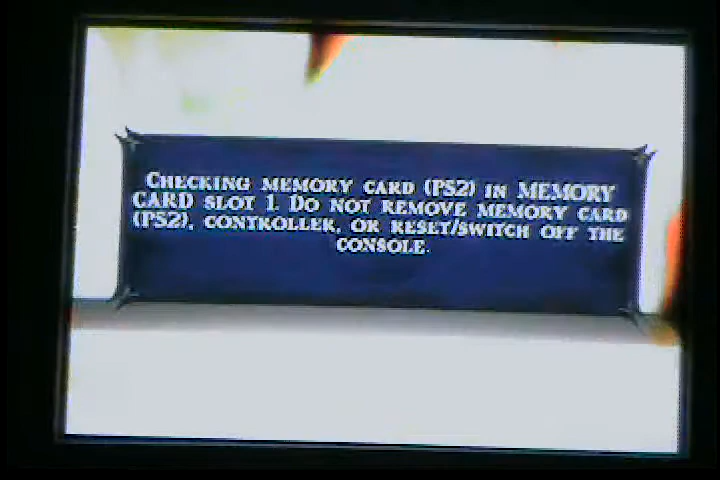 CHECKING MEMORY CARD (PS2) IN MEMORY
CARD SLOT 1. DO NOT REMOVE MEMORY CARD
(PS2), CONTROLLER, OR RESET/SWITCH OFF THE
CONSOLE.